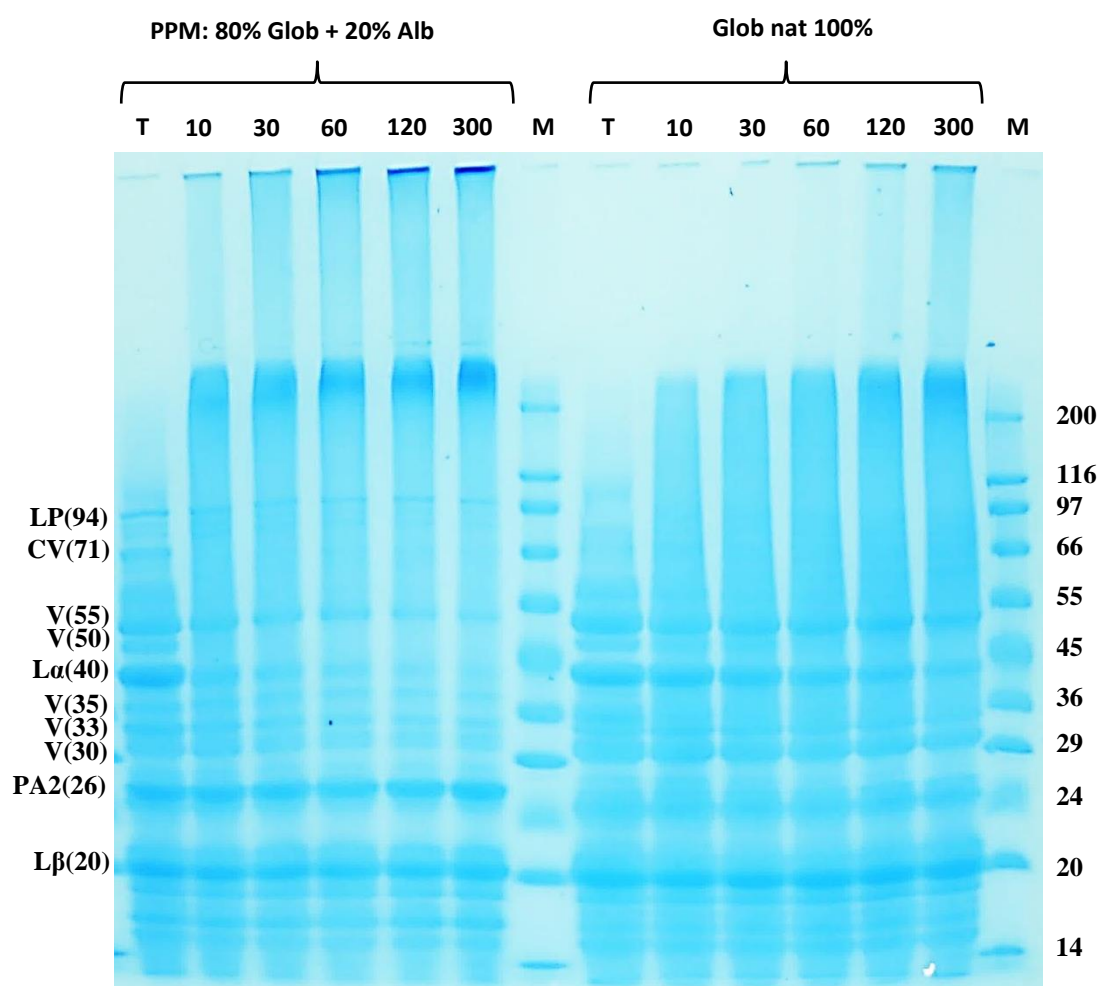 PPM: 80% Glob + 20% Alb
Glob nat 100%
T 10 30 60 120 300 M T 10 30 60 120 300 M
200
116
LP(94)
97
CV(71)
66
V(55)
55
V(50)
45
Lα(40)
V(35)
36
V(33)
V(30)
29
PA2(26)
24
Lβ(20)
20
14